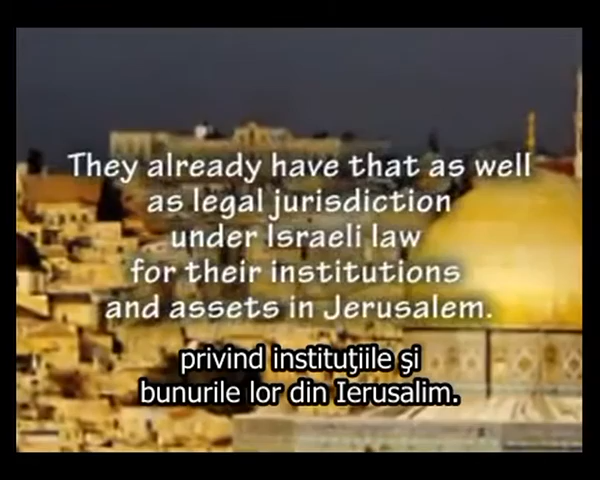 They already have that as well
as legal jurisdiction
under Israeli law
for their institutions
and assets in Jerusalem.
privind instituţiile şi
bunurile lor din Ierusalim.